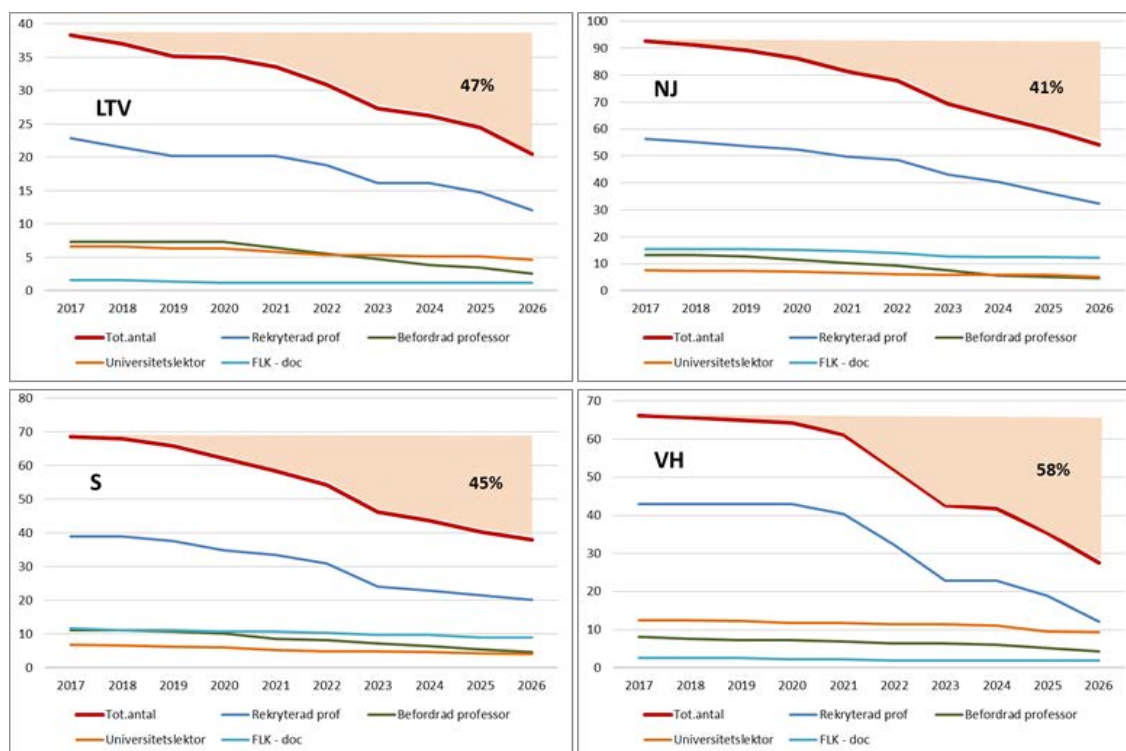 40
35
30
25
20
15
10
5
0
LTV
47%
2017 2018 2019 2020 2021 2022 2023 2024 2025 2026
Tot.antal Rekryterad prof Befordrad professor
Universitetslektor FLK - doc
100
90
80
70
60
50
40
30
20
10
0
NJ
41%
2017 2018 2019 2020 2021 2022 2023 2024 2025 2026
Tot.antal Rekryterad prof Befordrad professor
Universitetslektor FLK - doc
80
70
60
50
40
30
20
10
0
S
45%
2017 2018 2019 2020 2021 2022 2023 2024 2025 2026
Tot.antal Rekryterad prof Befordrad professor
Universitetslektor FLK - doc
70
60
50
40
30
20
10
0
VH
58%
2017 2018 2019 2020 2021 2022 2023 2024 2025 2026
Tot.antal Rekryterad prof Befordrad professor
Universitetslektor FLK - doc